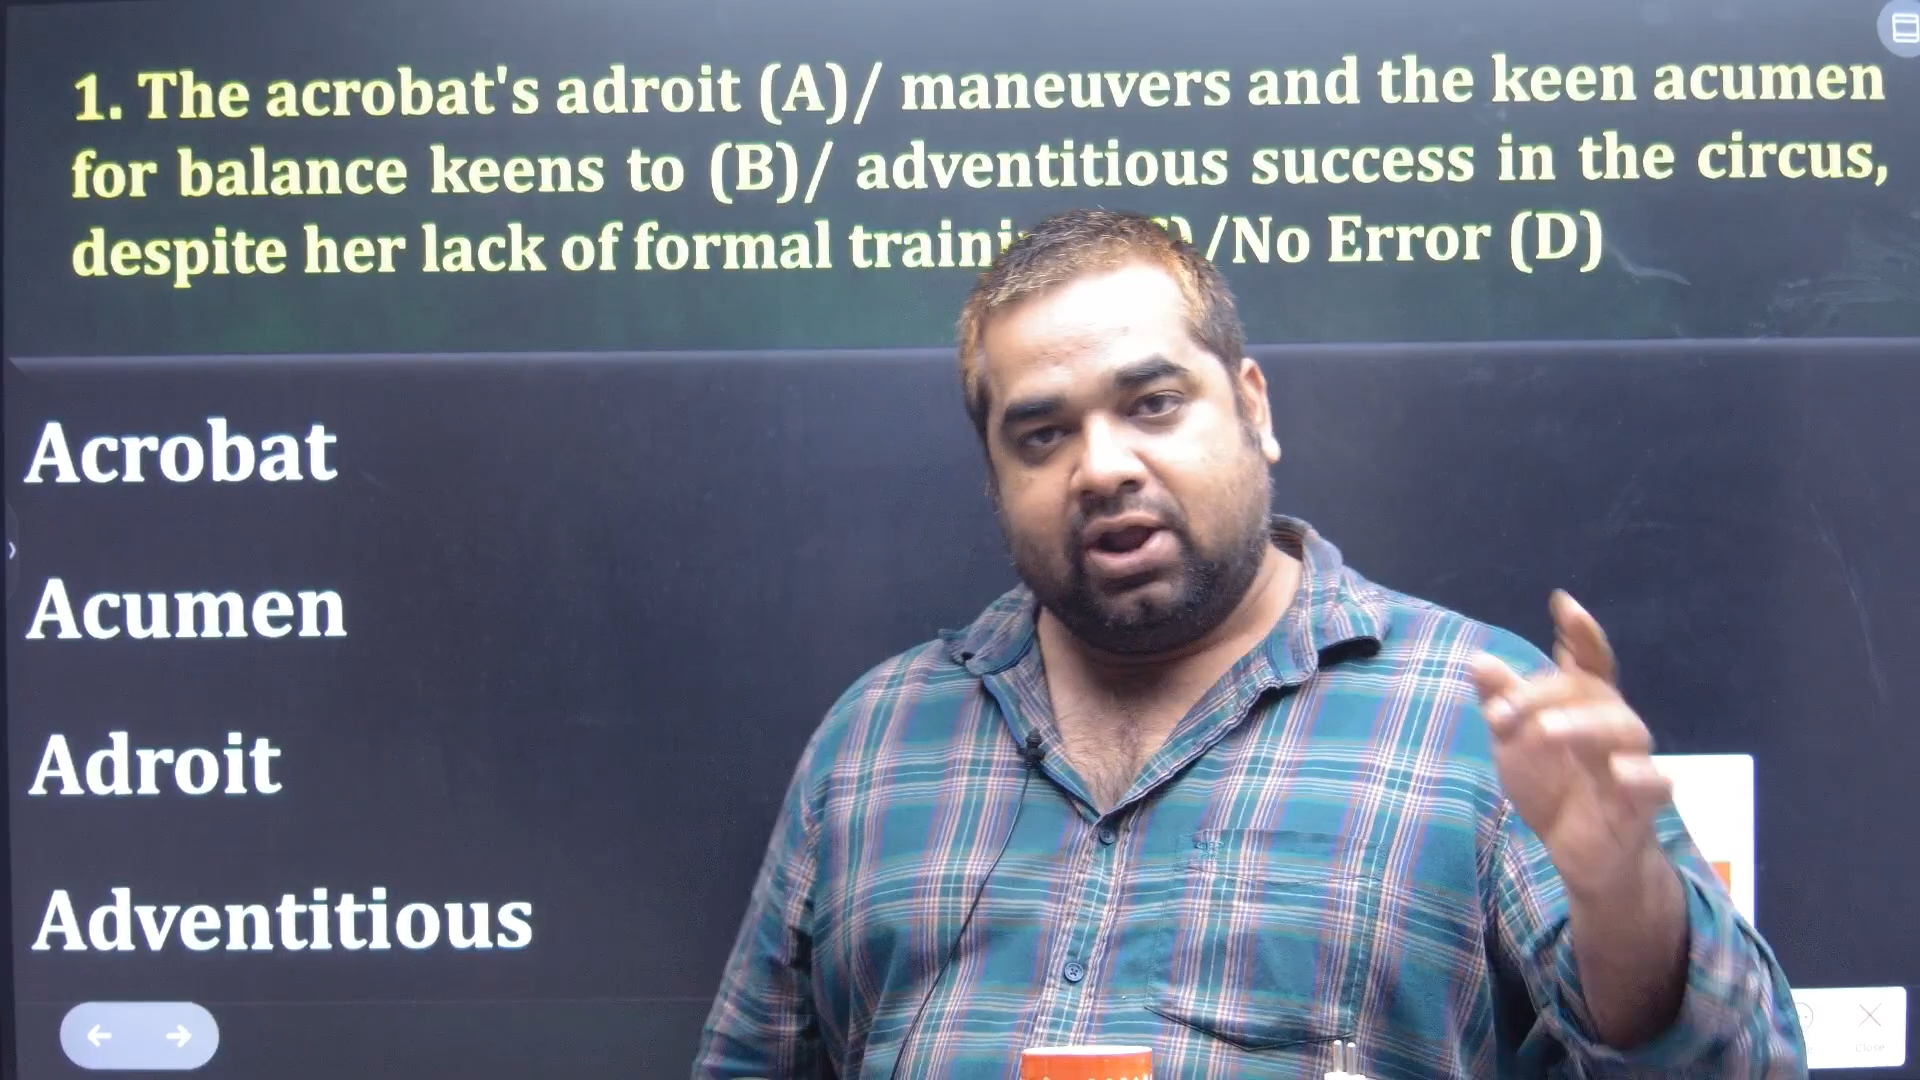 1. The acrobat's adroit (A)/ maneuvers and the keen acumen
for balance keens to (B)/ adventitious success in the circus,
despite her lack of formal /No Error (D)
Acrobat
Acumen
Adroit
Adventitious
Close